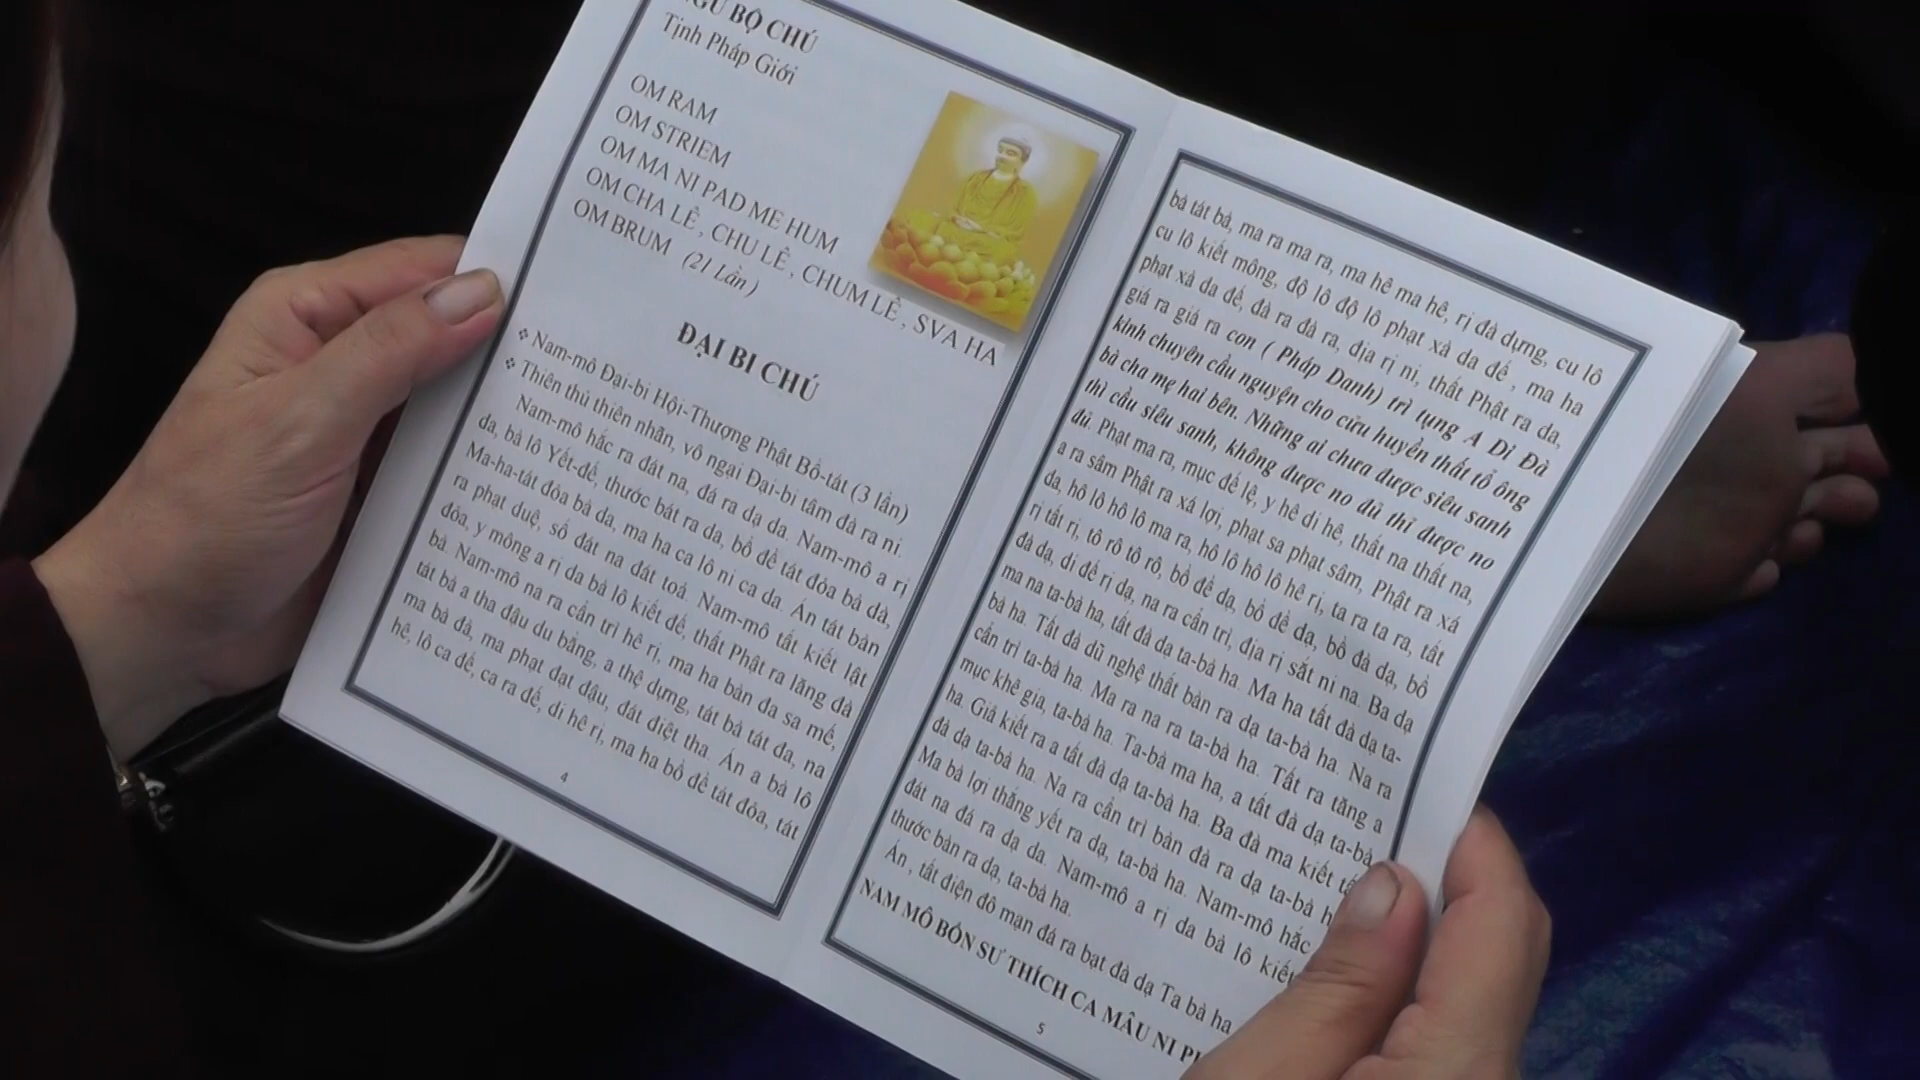 NGŨ BỘ CHÚ
Tịnh Pháp Giới
OM RAM
OM STRIEM
OM MA NI PAD ME HUM
OM CHA LÊ , CHU LÊ , CHUM LÊ , SVA HA
OM BRUM (21 Lần)
ĐẠI BI CHÚ
Nam-mô Đại-bi Hội-Thượng Phật Bồ-tát (3 lần)
Thiên thủ thiên nhãn, vô ngại Đại-bi tâm đà ra ni.
Nam-mô hắc ra đát na, đá ra dạ da. Nam-mô a rị
da, bà lô Yết-đế, thước bát ra da, bồ đề tát đỏa bà dà,
Ma-ha-tát đỏa bà da, ma ha ca lô ni ca da. Án tát bàn
ra phạt duệ, số đát na đát toả. Nam-mô tất kiết lật
đỏa, y mông a rị da bà lô kiết đế, thất Phật ra lăng đà
bà. Nam-mô na ra cẩn trì hê rị, ma ha bàn đa sa mế,
tát bà a tha đậu du bằng, a thệ dựng, tát bà tát đa, na
ma bà đà, ma phạt đạt đậu, đát điệt tha. Án a bà lô
hê, lô ca đế, ca ra đế, di hê rị, ma ha bồ đề tát đỏa, tát
4
bà tát bà, ma ra ma ra, ma hê ma hê, rị đà dựng, cu lô
cu lô kiết mông, độ lô độ lô phạt xà da đế , ma ha
phạt xà da đế, đà ra đà ra, địa rị ni, thất Phật ra da,
giá ra giá ra con ( Pháp Danh) trì tụng A Di Đà
kinh chuyên cầu nguyện cho cửu huyền thất tổ ông
bà cha mẹ hai bên. Những ai chưa được siêu sanh
thì cầu siêu sanh, không được no đủ thì được no
đủ. Phạt ma ra, mục đế lệ, y hê di hê, thất na thất na,
a ra sâm Phật ra xá lợi, phạt sa phạt sâm, Phật ra xá
da, hô lô hô lô ma ra, hô lô hô lô hê rị, ta ra ta ra, tất
rị tất rị, tô rô tô rô, bồ đề dạ, bồ đề dạ, bồ đà dạ, bồ
đà dạ, di đế rị dạ, na ra cẩn trì, địa rị sắt ni na. Ba dạ
ma na ta-bà ha, tất đà dạ ta-bà ha. Ma ha tất đà dạ ta-
bà ha. Tất đà dũ nghệ thất bàn ra dạ ta-bà ha. Na ra
cẩn trì ta-bà ha. Ma ra na ra ta-bà ha. Tất ra tăng a
mục khê gia, ta-bà ha. Ta-bà ma ha, a tất đà dạ ta-bà
ha. Giả kiết ra a tất đà dạ ta-bà ha. Ba đà ma kiết
đà dạ ta-bà ha. Na ra cẩn trì bàn đà ra dạ ta-bà h
Ma bà lợi thắng yết ra dạ, ta-bà ha. Nam-mô hắc
đát na đá ra dạ da. Nam-mô a rị da bà lô kiết
thước bàn ra dạ, ta-bà ha.
Án , tất điện đô mạn đá ra bạt đà dạ Ta bà ha
NAM MÔ BỔN SƯ THÍCH CA MÂU NI
5